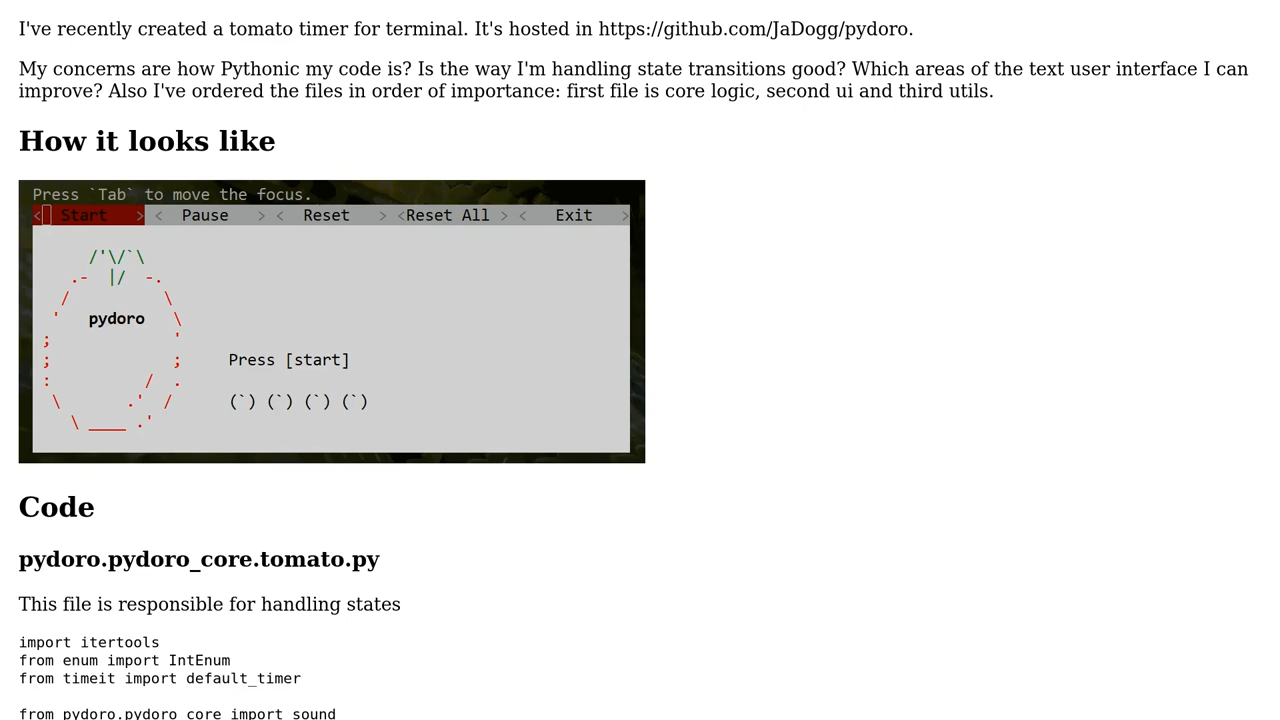 I've recently created a tomato timer for terminal. It's hosted in https://github.com/JaDogg/pydoro.
My concerns are how Pythonic my code is? Is the way I'm handling state transitions good? Which areas of the text user interface I can
improve? Also I've ordered the files in order of importance: first file is core logic, second ui and third utils.
How it looks like
Press `Tab` to move the focus.
< Start > < Pause > < Reset > <Reset All > < Exit >
/'\/`\
.- |/ -.
/ \
' pydoro \
; '
; ; Press [start]
: / .
\ .' / (`) (`) (`) (`)
\ ____ .'
Code
pydoro.pydoro_core.tomato.py
This file is responsible for handling states
import itertools
from enum import IntEnum
from timeit import default_timer
from pydoro.pydoro_core import sound